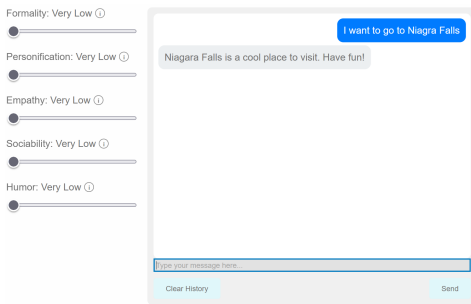 Formality: Very Low
Personification: Very Low
Empathy: Very Low
Sociability: Very Low
Humor: Very Low
I want to go to Niagra Falls
Niagara Falls is a cool place to visit. Have fun!
Type your message here...
Clear History
Send